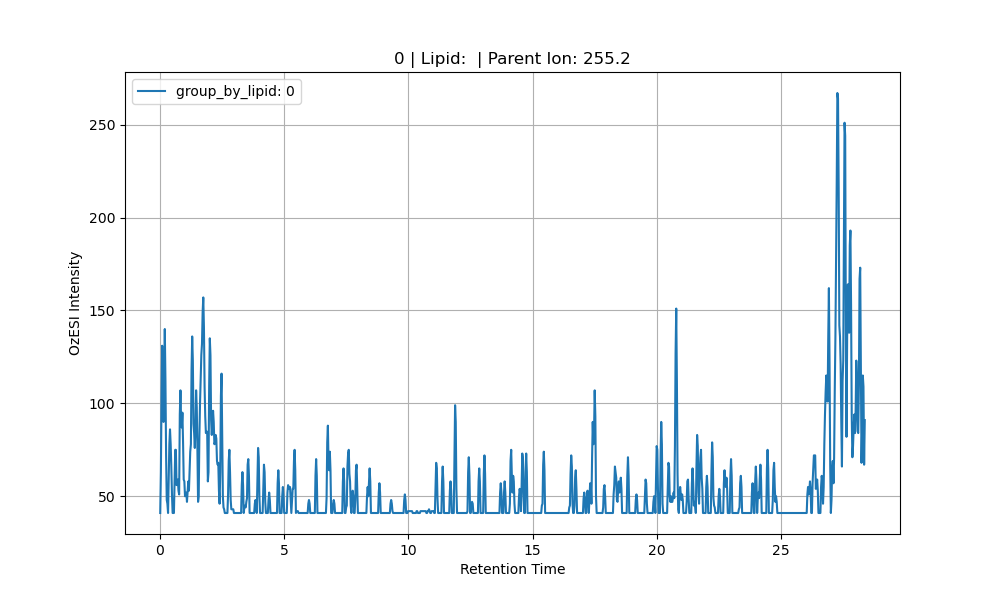 0 | Lipid:  | Parent Ion: 255.2
group_by_lipid: 0
OzESI Intensity
250
200
150
100
50
0 5 10 15 20 25
Retention Time